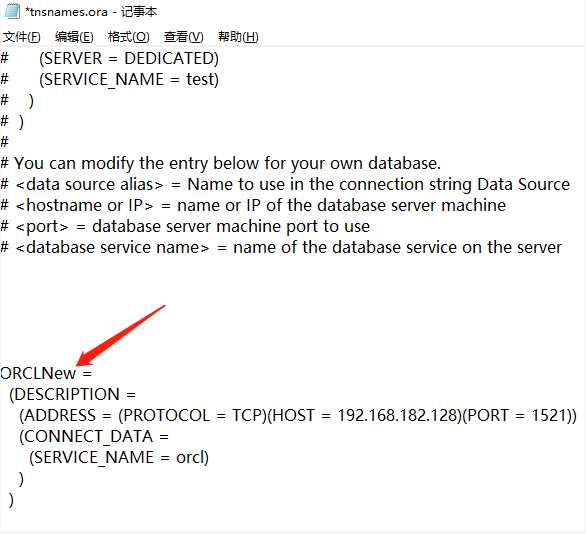 *tnsnames.ora - 记事本
文件(F) 编辑(E) 格式(O) 查看(V) 帮助(H)
# (SERVER = DEDICATED)
# (SERVICE_NAME = test)
# )
# )
#
# You can modify the entry below for your own database.
# <data source alias> = Name to use in the connection string Data Source
# <hostname or IP> = name or IP of the database server machine
# <port> = database server machine port to use
# <database service name> = name of the database service on the server
ORCLNew =
(DESCRIPTION =
(ADDRESS = (PROTOCOL = TCP)(HOST = 192.168.182.128)(PORT = 1521))
(CONNECT_DATA =
(SERVICE_NAME = orcl)
)
)